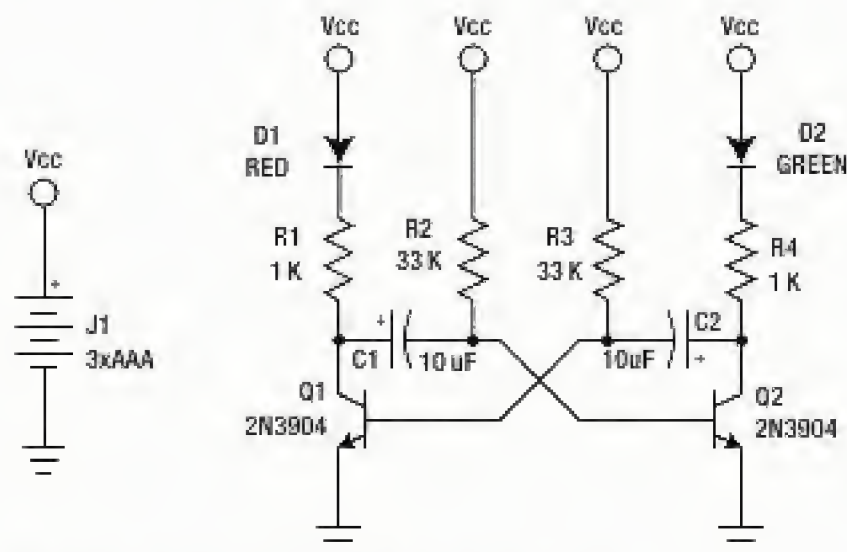 Vcc
Vcc
Vcc
Vcc
D1
RED
D2
GREEN
Vcc
R1
1 K
R2
33 K
R3
33 K
R4
1 K
+
J1
3xAAA
+
C1
10 uF
10uF
C2
+
Q1
2N3904
Q2
2N3904